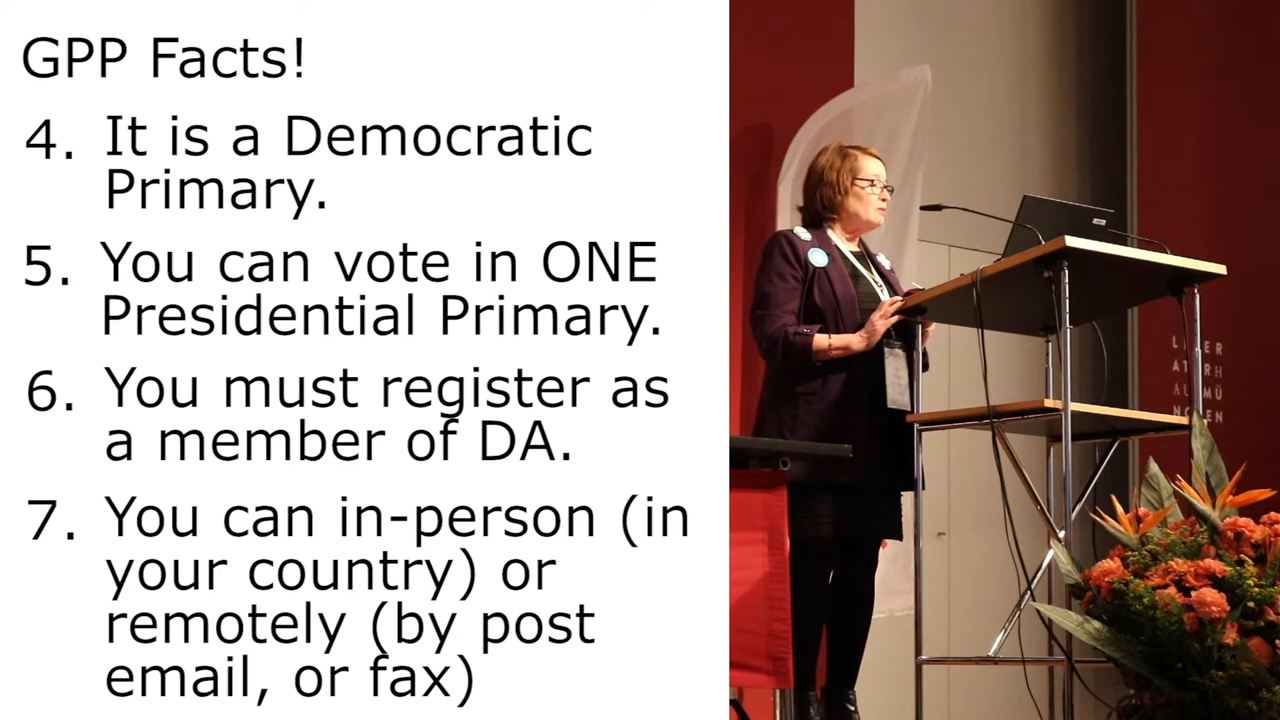 GPP Facts!
4. It is a Democratic
Primary.
5. You can vote in ONE
Presidential Primary.
6. You must register as
a member of DA.
7. You can in-person (in
your country) or
remotely (by post
email, or fax)